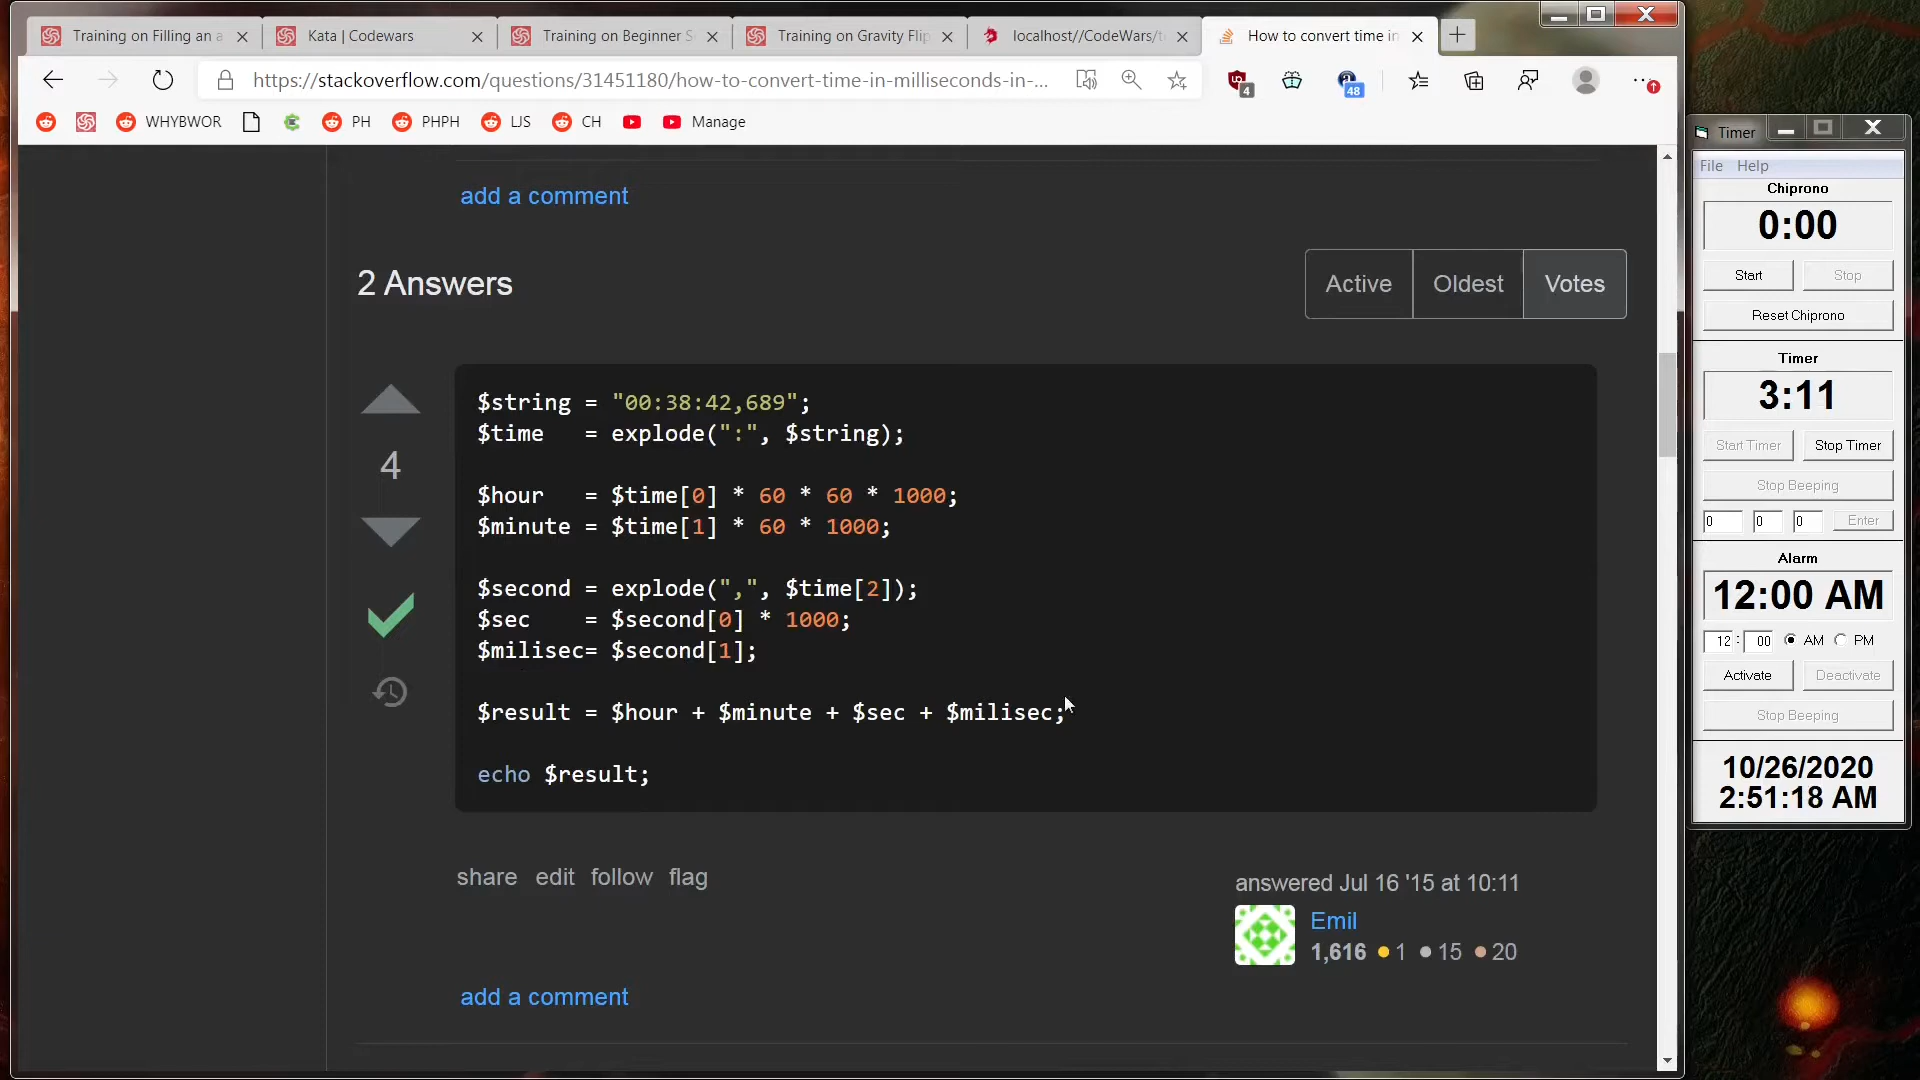 Training on Filling an a
Kata | Codewars
Training on Beginner S
Training on Gravity Flip
localhost//CodeWars/t
How to convert time in
https://stackoverflow.com/questions/31451180/how-to-convert-time-in-milliseconds-in-...
4
48
WHYBWOR
PH
PHPH
LJS
CH
Manage
add a comment
2 Answers
Active
Oldest
Votes
4
$string = "00:38:42,689";
$time   = explode(":", $string);
$hour   = $time[0] * 60 * 60 * 1000;
$minute = $time[1] * 60 * 1000;
$second = explode(",", $time[2]);
$sec    = $second[0] * 1000;
$milisec= $second[1];
$result = $hour + $minute + $sec + $milisec;
echo $result;
share edit follow flag
answered Jul 16 '15 at 10:11
Emil
1,616 1 15 20
add a comment
Timer
File Help
Chiprono
0:00
Start
Stop
Reset Chiprono
Timer
3:11
Start Timer
Stop Timer
Stop Beeping
0 0 0 Enter
Alarm
12:00 AM
12 : 00 AM PM
Activate
Deactivate
Stop Beeping
10/26/2020
2:51:18 AM